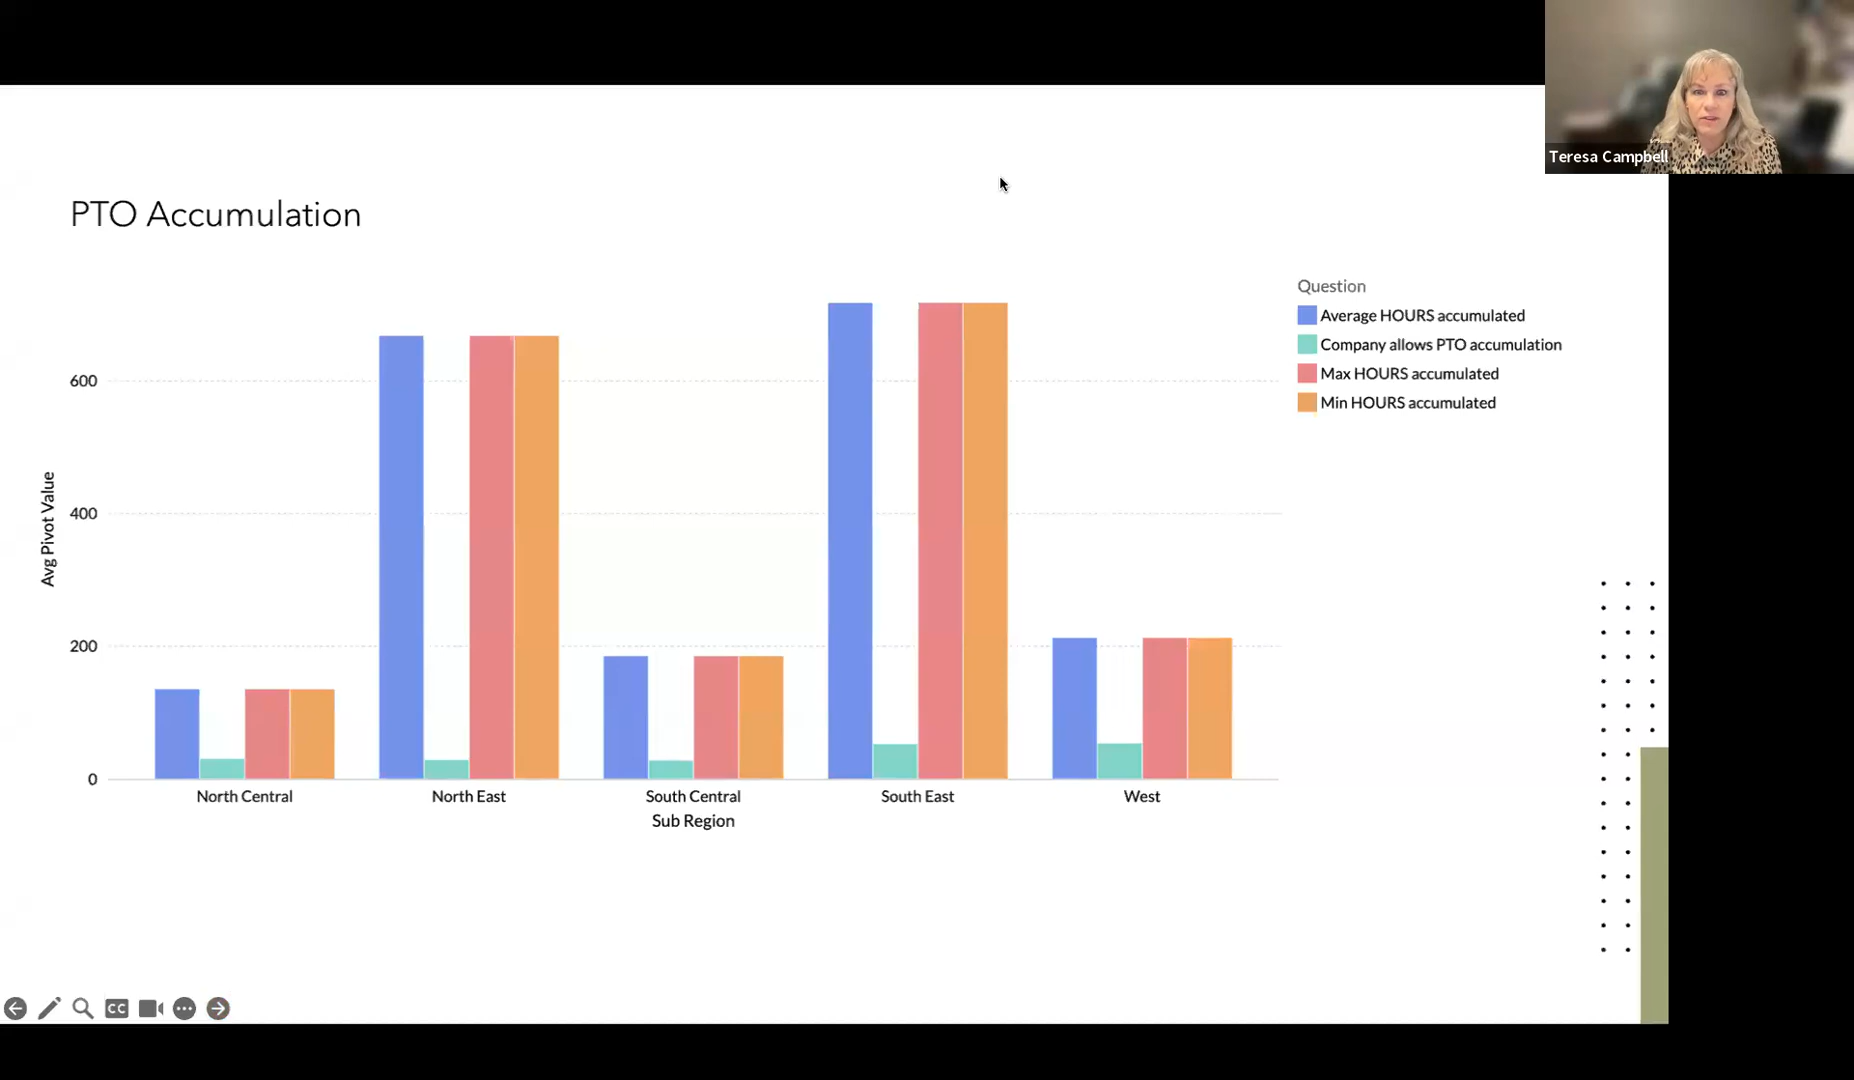 Teresa Campbell
PTO Accumulation
Question
Average HOURS accumulated
Company allows PTO accumulation
Max HOURS accumulated
Min HOURS accumulated
Avg Pivot Value
600
400
200
0
North Central
North East
South Central
South East
West
Sub Region
CC